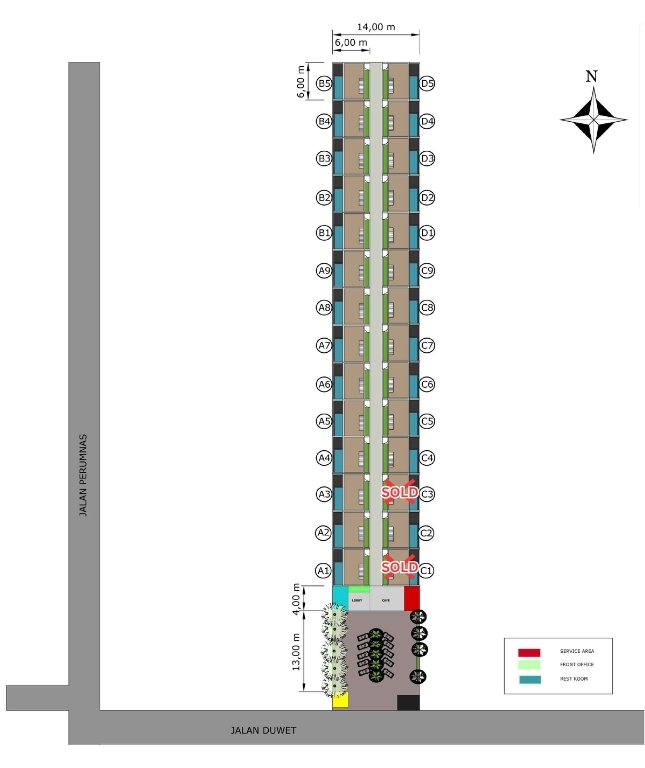 14,00 m
6,00 m
N
6,00 m
B5
D5
B4
D4
B3
D3
B2
D2
B1
D1
A9
C9
A8
C8
A7
C7
A6
C6
A5
C5
A4
C4
A3
SOLD
C3
A2
C2
A1
SOLD
C1
JALAN PERUMNAS
4,00 m
LOBBY
CAFE
13,00 m
SERVICE AREA
FRONT OFFICE
REST ROOM
JALAN DUWET